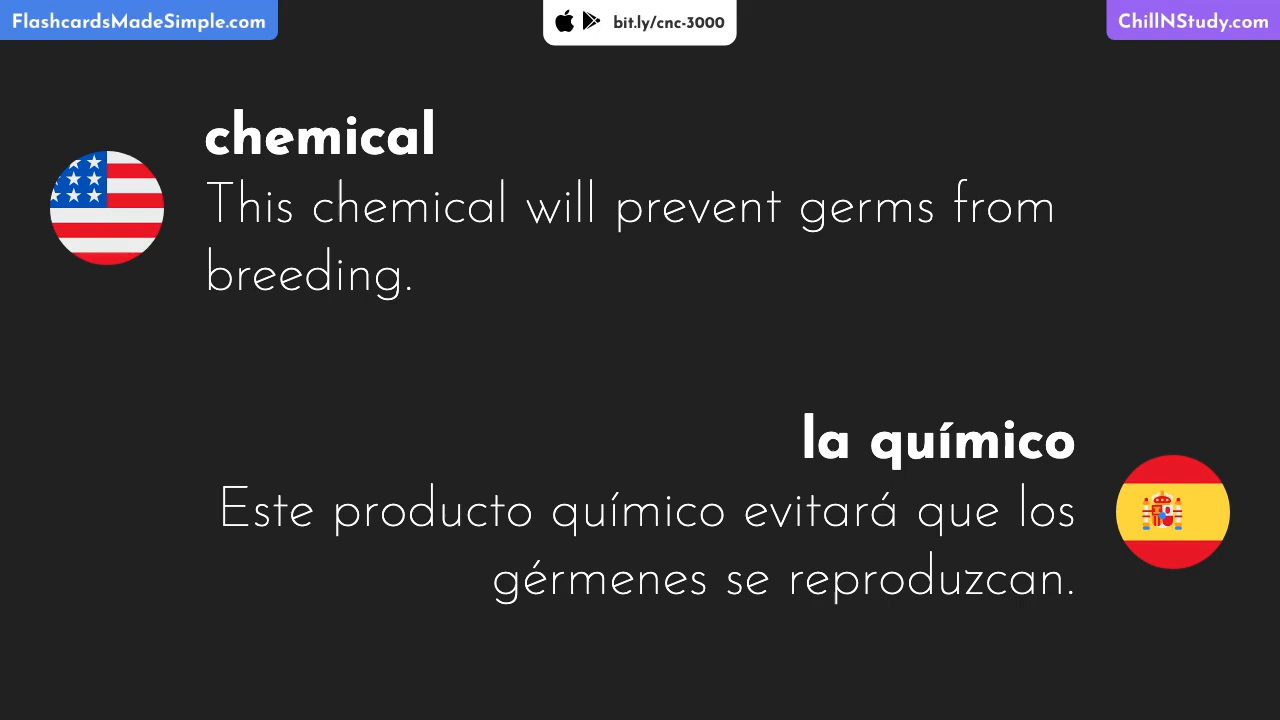 FlashcardsMadeSimple.com
bit.ly/cnc-3000
ChillNStudy.com
chemical
This chemical will prevent germs from
breeding.
la químico
Este producto químico evitará que los
gérmenes se reproduzcan.